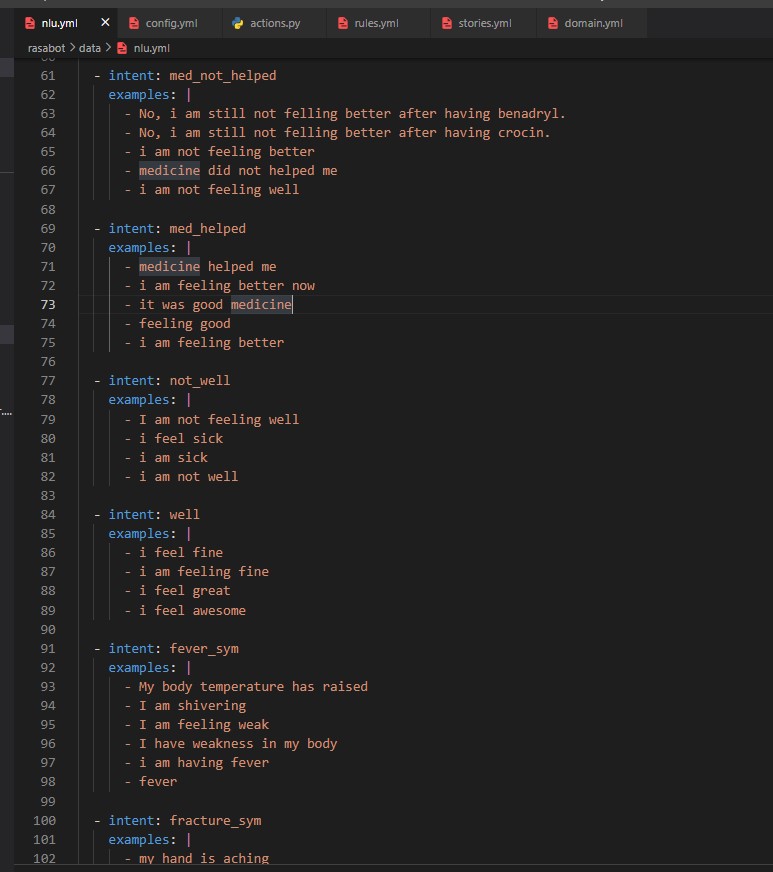 nlu.yml × config.yml actions.py rules.yml stories.yml domain.yml
rasabot > data > nlu.yml
61 - intent: med_not_helped
62 examples: |
63 - No, i am still not felling better after having benadryl.
64 - No, i am still not felling better after having crocin.
65 - i am not feeling better
66 - medicine did not helped me
67 - i am not feeling well
68
69 - intent: med_helped
70 examples: |
71 - medicine helped me
72 - i am feeling better now
73 - it was good medicine
74 - feeling good
75 - i am feeling better
76
77 - intent: not_well
78 examples: |
79 - I am not feeling well
80 - i feel sick
81 - i am sick
82 - i am not well
83
84 - intent: well
85 examples: |
86 - i feel fine
87 - i am feeling fine
88 - i feel great
89 - i feel awesome
90
91 - intent: fever_sym
92 examples: |
93 - My body temperature has raised
94 - I am shivering
95 - I am feeling weak
96 - I have weakness in my body
97 - i am having fever
98 - fever
99
100 - intent: fracture_sym
101 examples: |
102 - my hand is aching